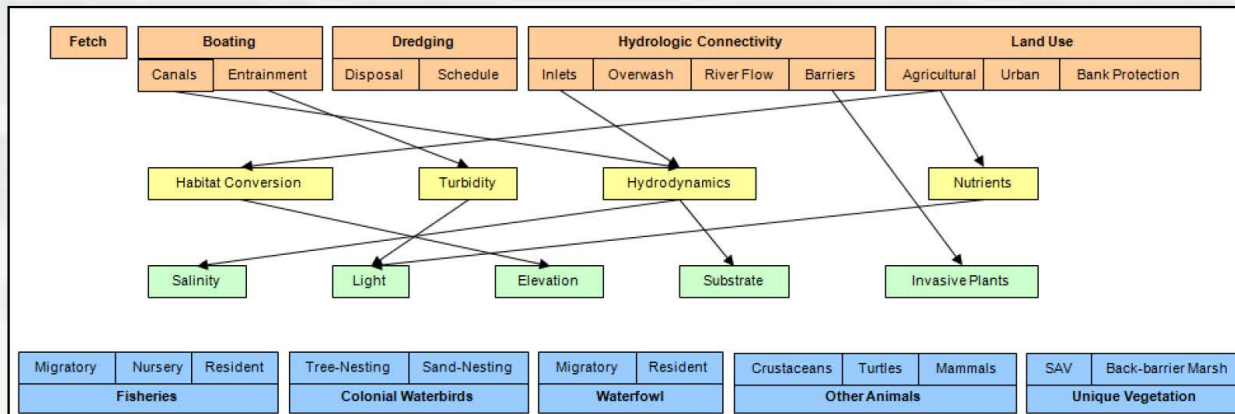 Fetch Boating Dredging Hydrologic Connectivity Land Use
Canals Entrainment Disposal Schedule Inlets Overwash River Flow Barriers Agricultural Urban Bank Protection
Habitat Conversion Turbidity Hydrodynamics Nutrients
Salinity Light Elevation Substrate Invasive Plants
Migratory Nursery Resident Tree-Nesting Sand-Nesting Migratory Resident Crustaceans Turtles Mammals SAV Back-barrier Marsh
Fisheries Colonial Waterbirds Waterfowl Other Animals Unique Vegetation